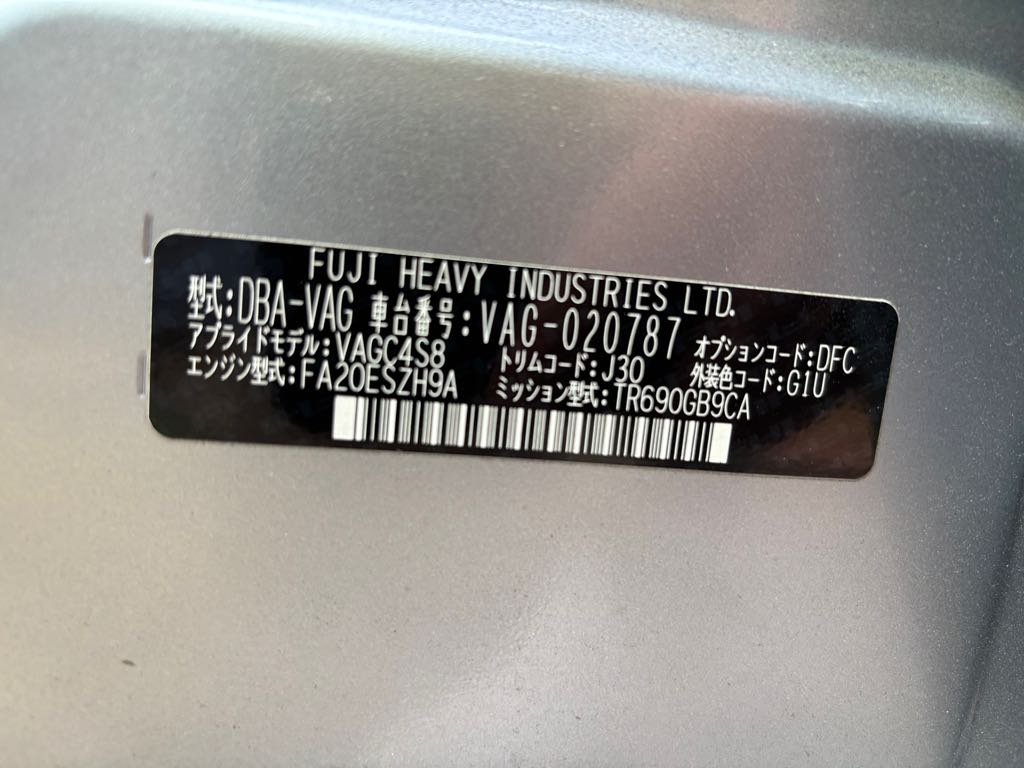 FUJI HEAVY INDUSTRIES LTD.
型式:DBA-VAG 車台番号:VAG-020787
アプライドモデル:VAGC4S8 トリムコード:J30 オプションコード:DFC
エンジン型式:FA20ESZH9A ミッション型式:TR690GB9CA 外装色コード:G1U